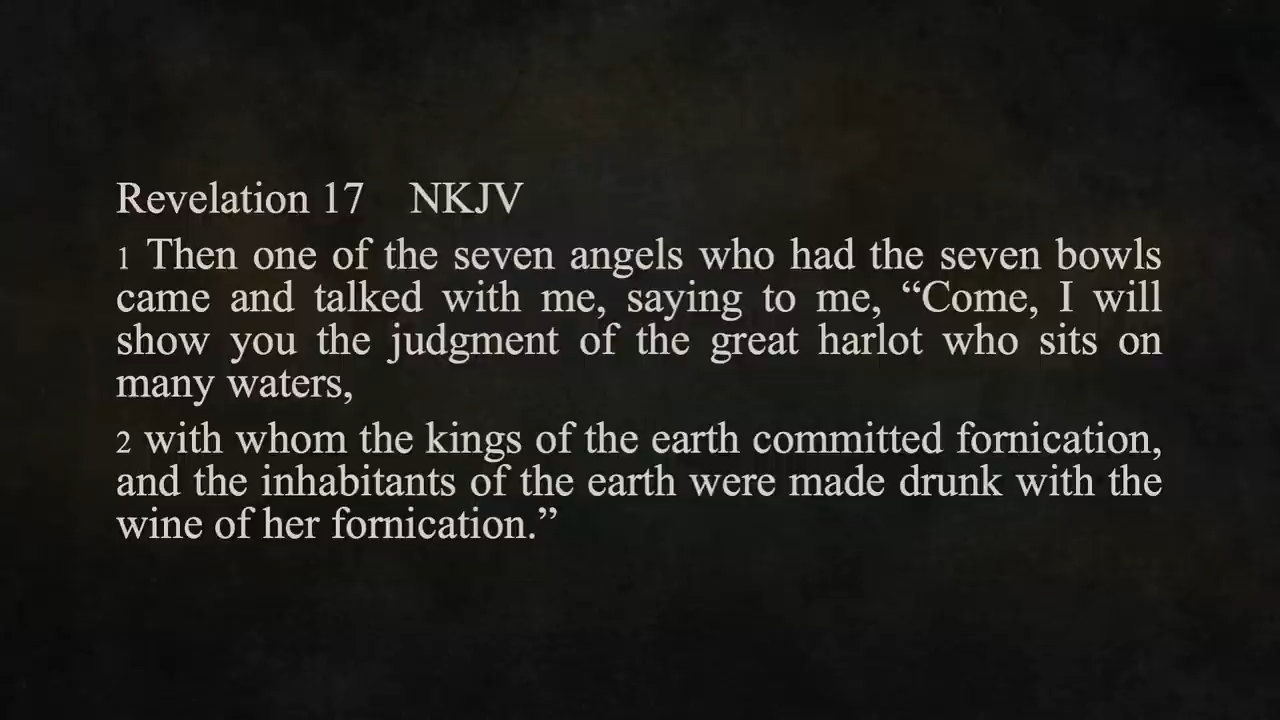 Revelation 17 NKJV
1 Then one of the seven angels who had the seven bowls
came and talked with me, saying to me, “Come, I will
show you the judgment of the great harlot who sits on
many waters,
2 with whom the kings of the earth committed fornication,
and the inhabitants of the earth were made drunk with the
wine of her fornication.”